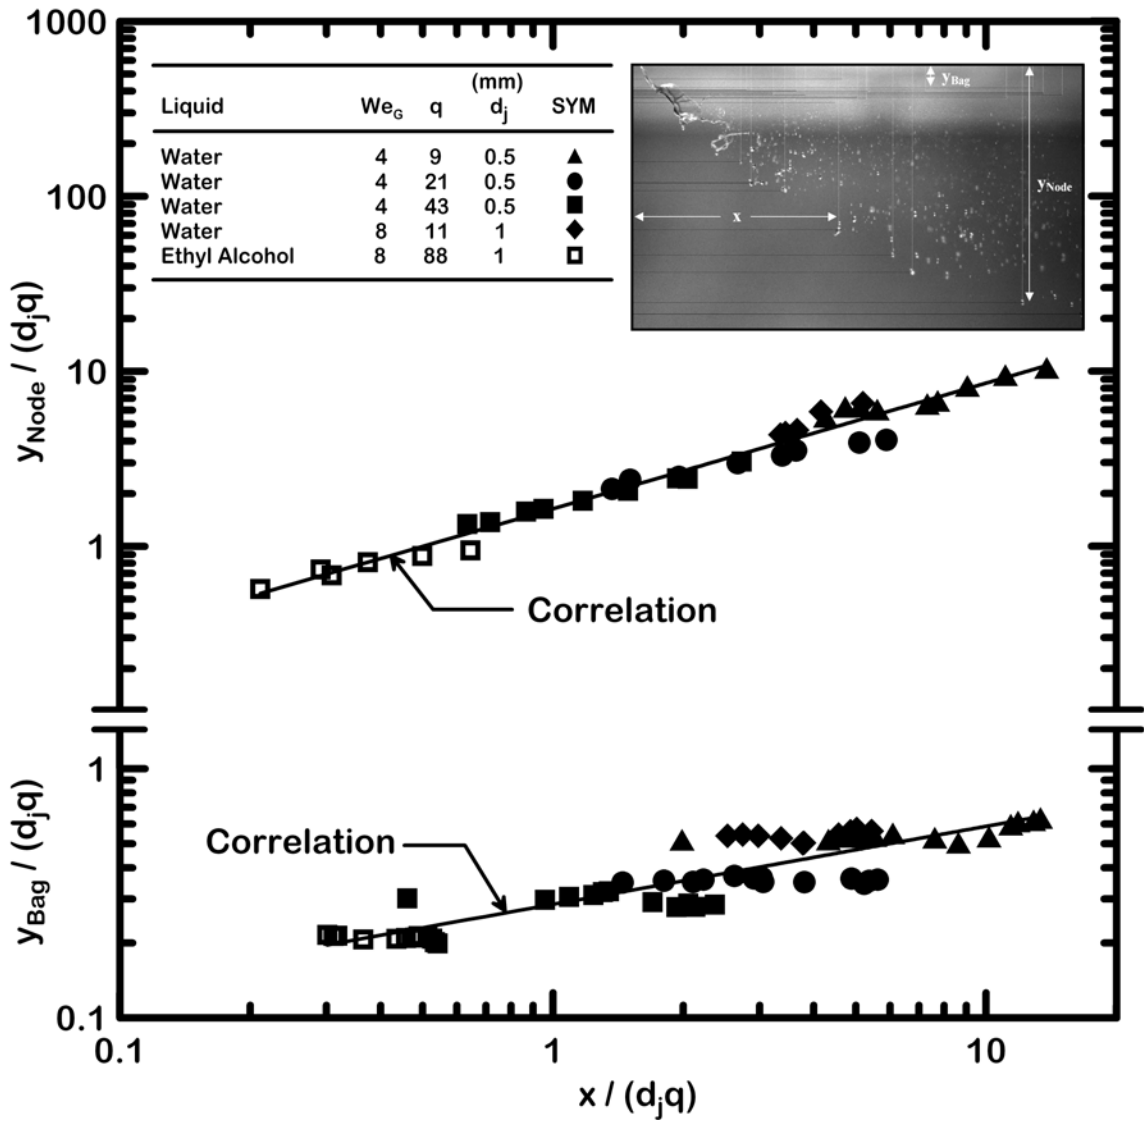 1000
100
10
1
y_Node / (d_jq)
(mm)
Liquid We_G q d_j SYM
Water 4 9 0.5 ▲
Water 4 21 0.5 ●
Water 4 43 0.5 ■
Water 8 11 1 ◆
Ethyl Alcohol 8 88 1 □
y_Bag
y_Node
x
Correlation
1
0.1
y_Bag / (d_jq)
Correlation
0.1 1 10
x / (d_jq)